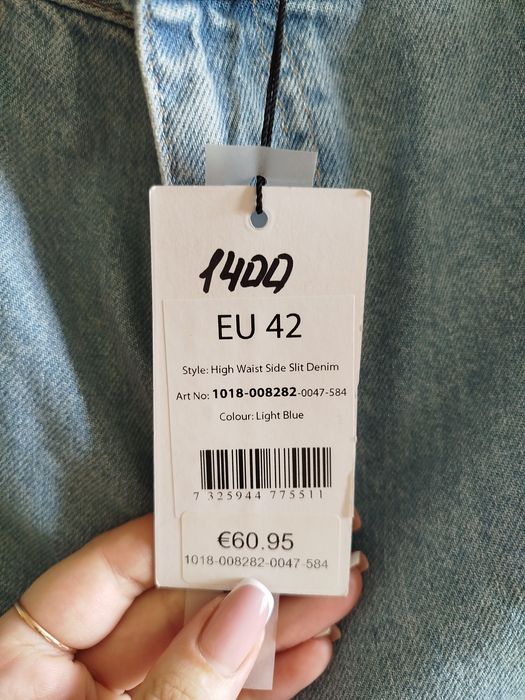 1400
EU 42
Style: High Waist Side Slit Denim
Art No: 1018-008282-0047-584
Colour: Light Blue
7 325944 775511
€60.95
1018-008282-0047-584